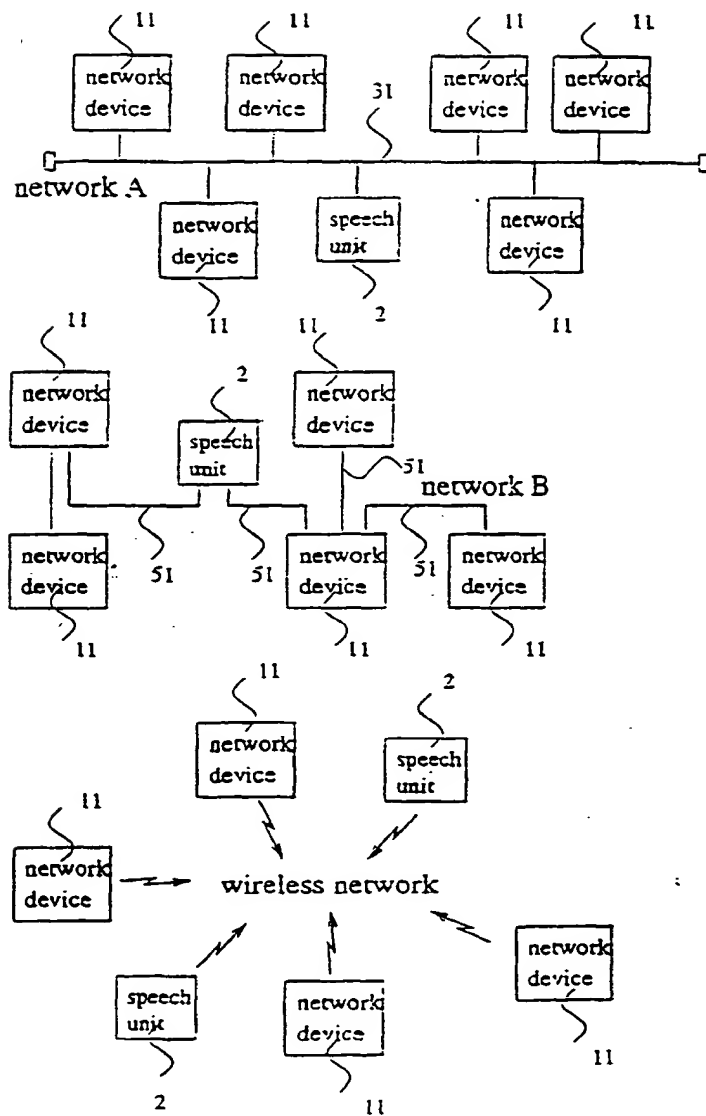 11 11 11 11
network device
network device
network device
network device
31
network A
network device
speech unit
network device
11 2 11
11 2 11
network device
speech unit
network device
51
network B
network device
51
51
network device
51
network device
11 11 11
11 2
network device
speech unit
11
network device
wireless network
speech unit
network device
network device
2 11 11